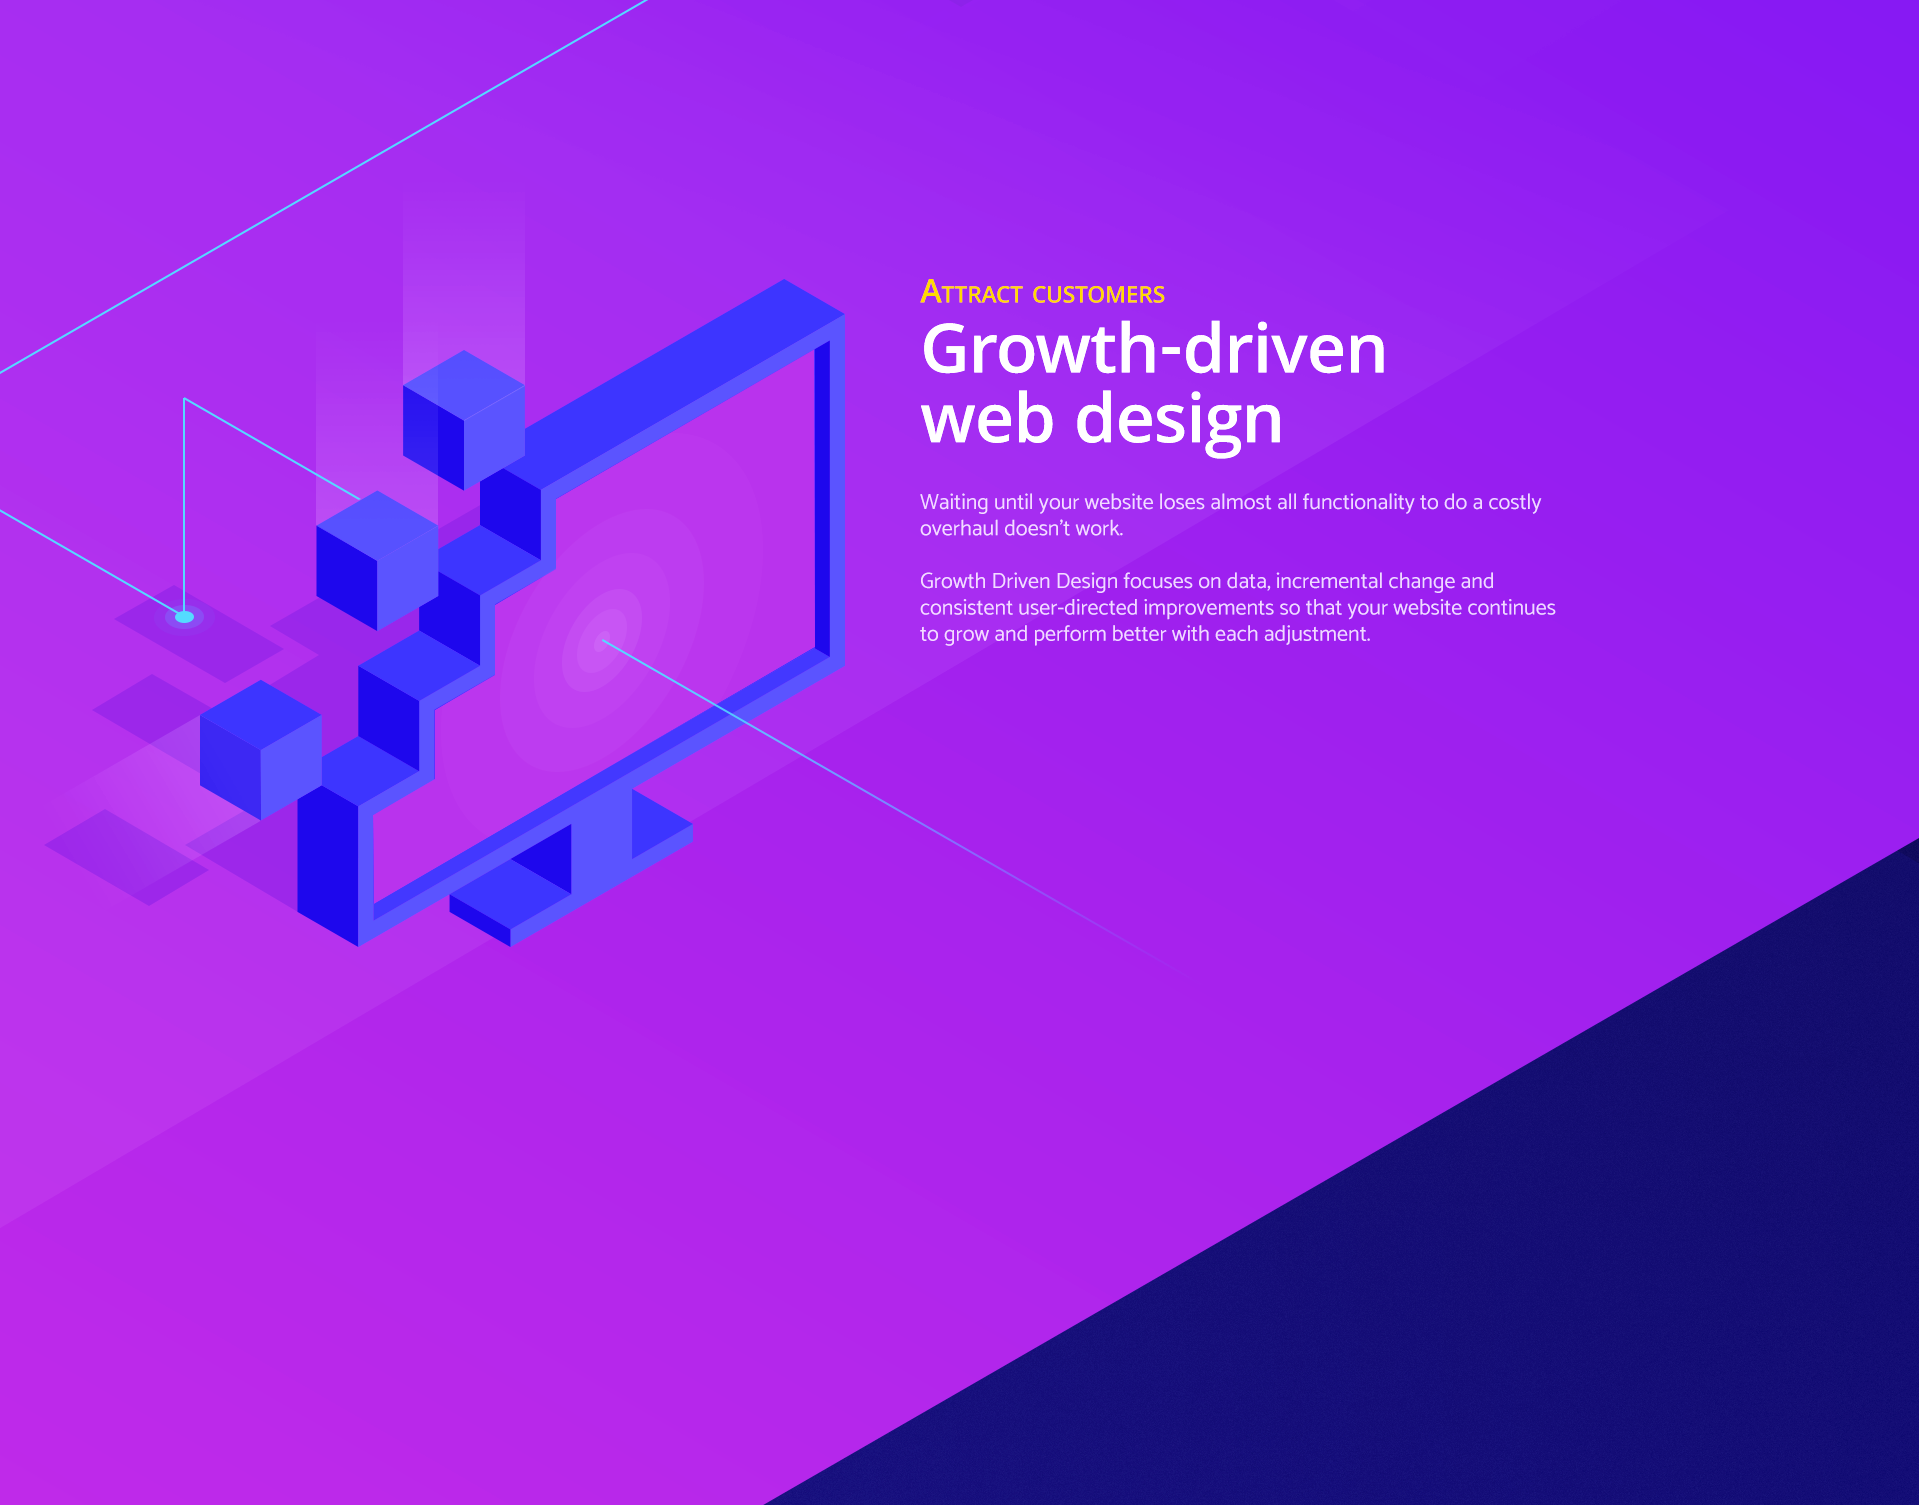 Attract customers
Growth-driven
web design
Waiting until your website loses almost all functionality to do a costly
overhaul doesn’t work.
Growth Driven Design focuses on data, incremental change and
consistent user-directed improvements so that your website continues
to grow and perform better with each adjustment.